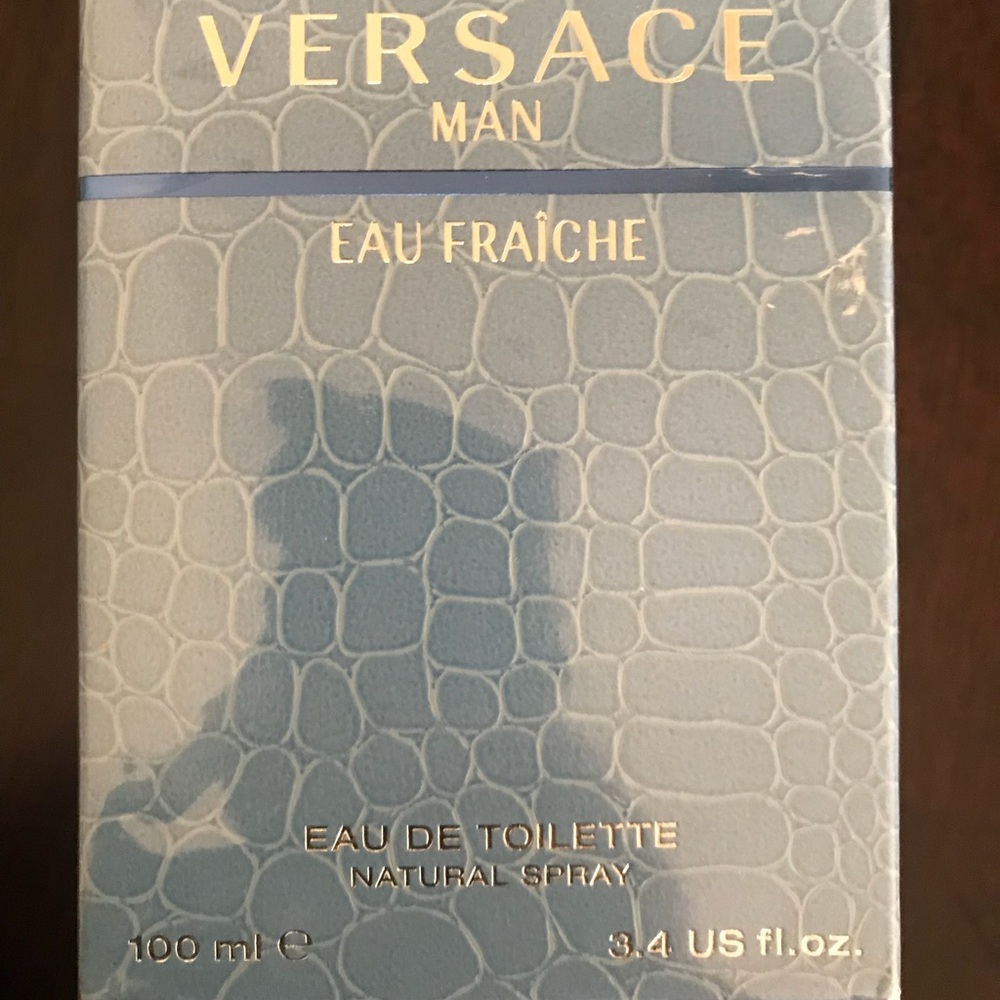 VERSACE
MAN
EAU FRAÎCHE
EAU DE TOILETTE
NATURAL SPRAY
100 ml ℮ 3.4 US fl.oz.